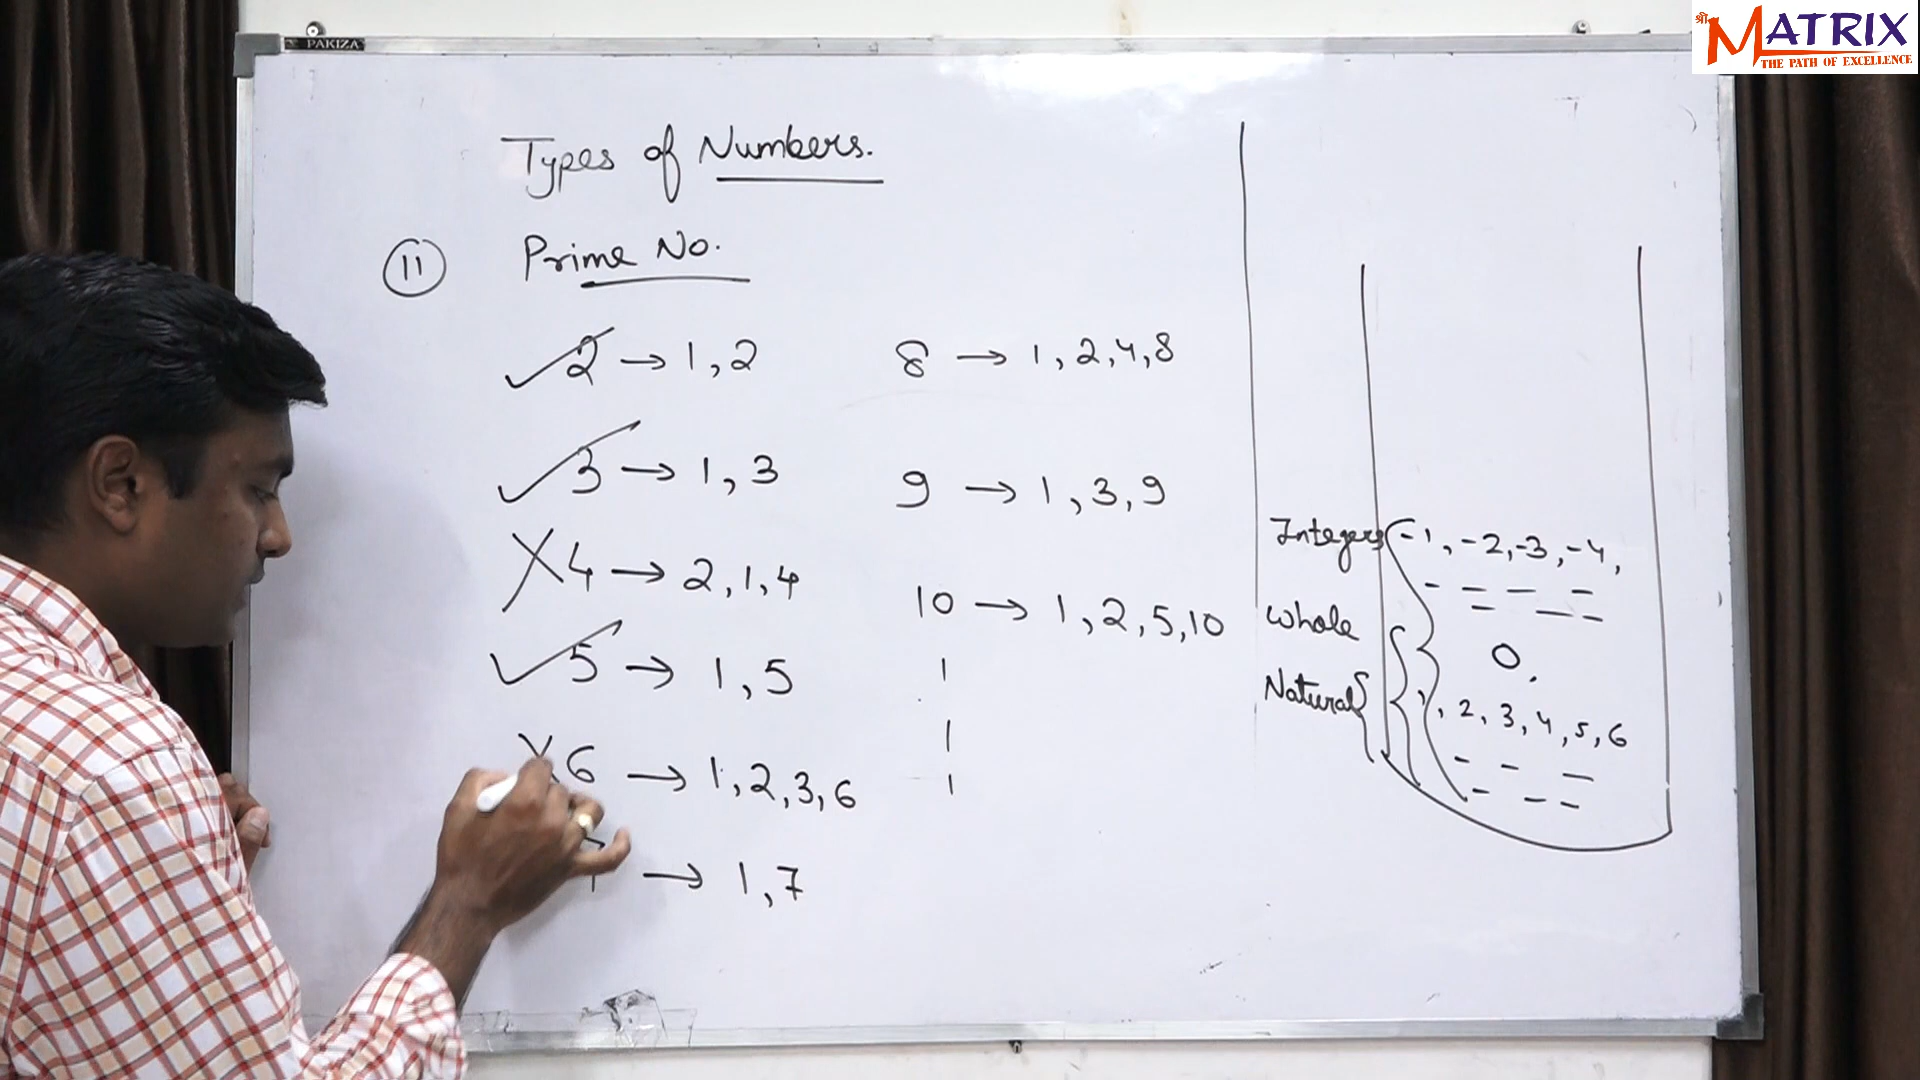 PAKIZA
श्री MATRIX
THE PATH OF EXCELLENCE
Types of Numbers.
11 Prime No.
2 → 1, 2
3 → 1, 3
4 → 2, 1, 4
5 → 1, 5
6 → 1, 2, 3, 6
7 → 1, 7
8 → 1, 2, 4, 8
9 → 1, 3, 9
10 → 1, 2, 5, 10
Integers -1, -2, -3, -4,
Whole 0,
Natural 1, 2, 3, 4, 5, 6